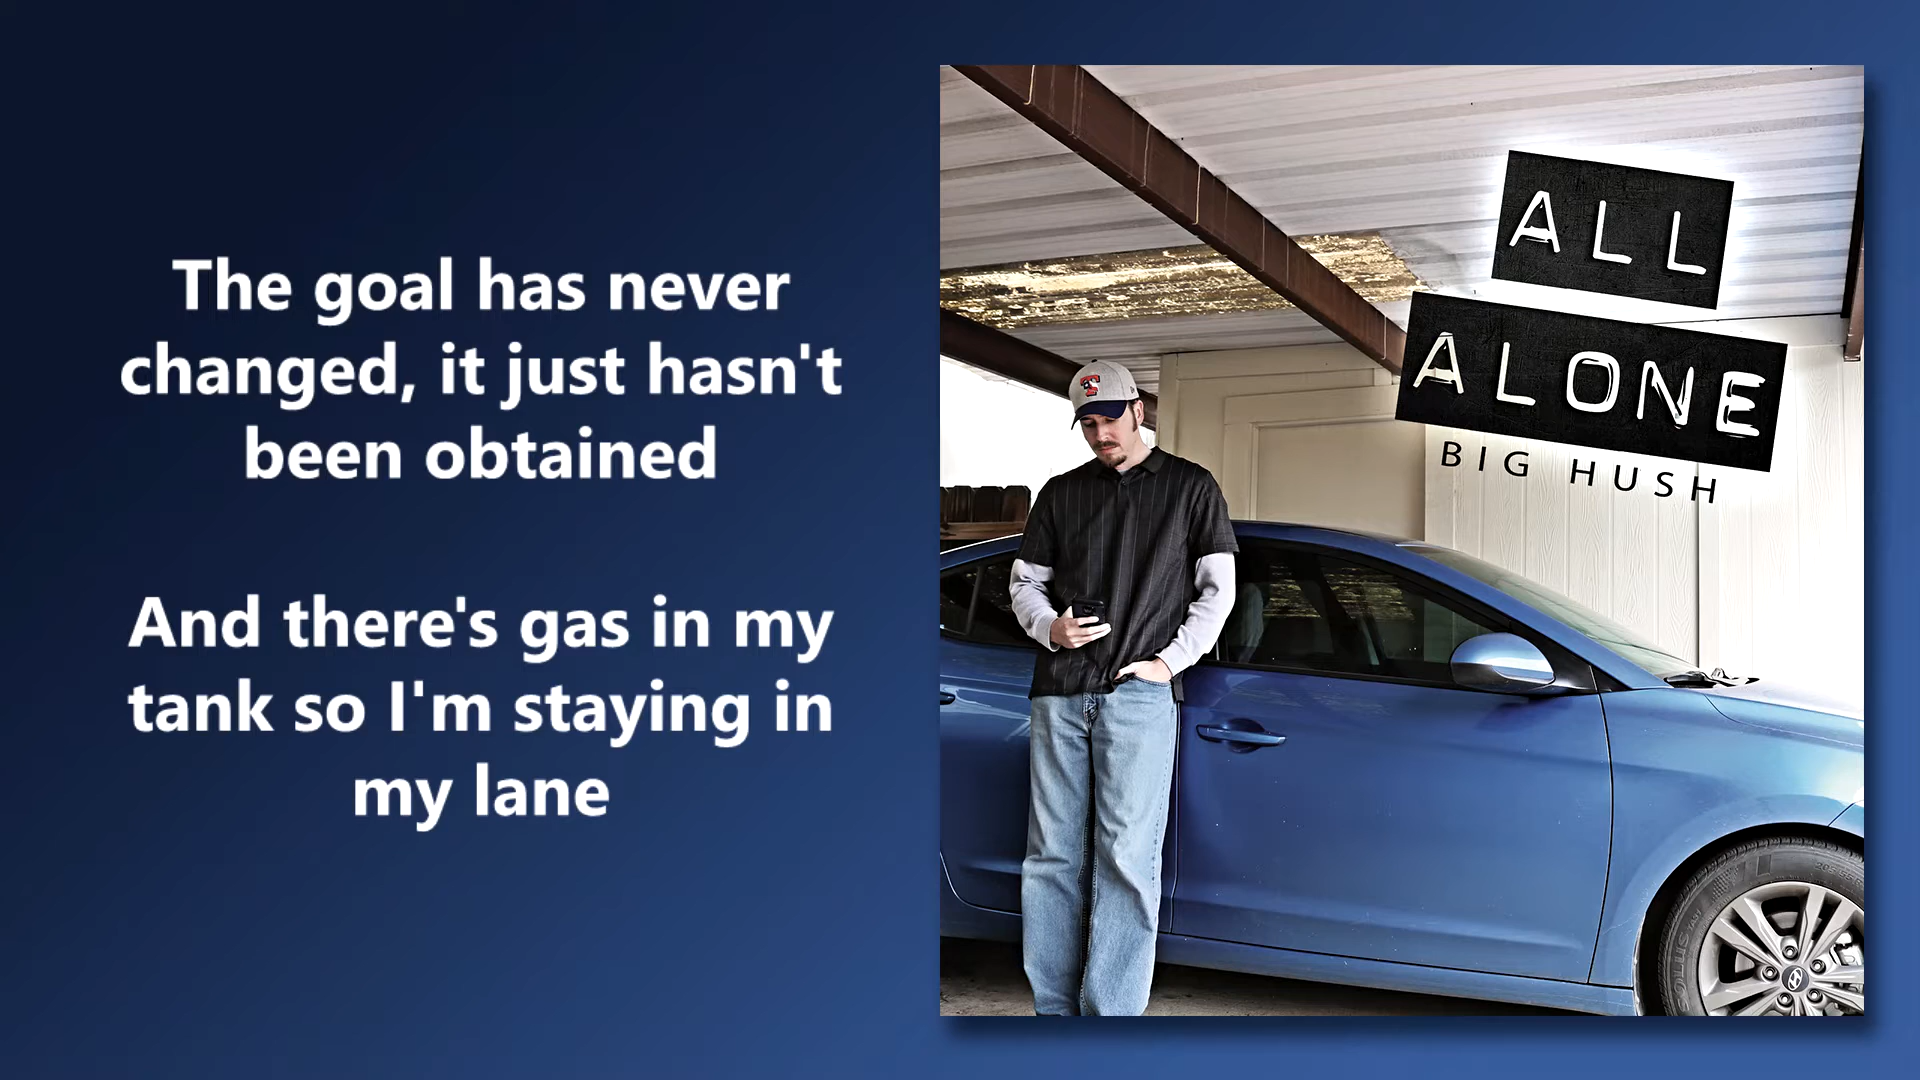 The goal has never
changed, it just hasn't
been obtained
And there's gas in my
tank so I'm staying in
my lane
ALL
ALONE
BIG HUSH
T